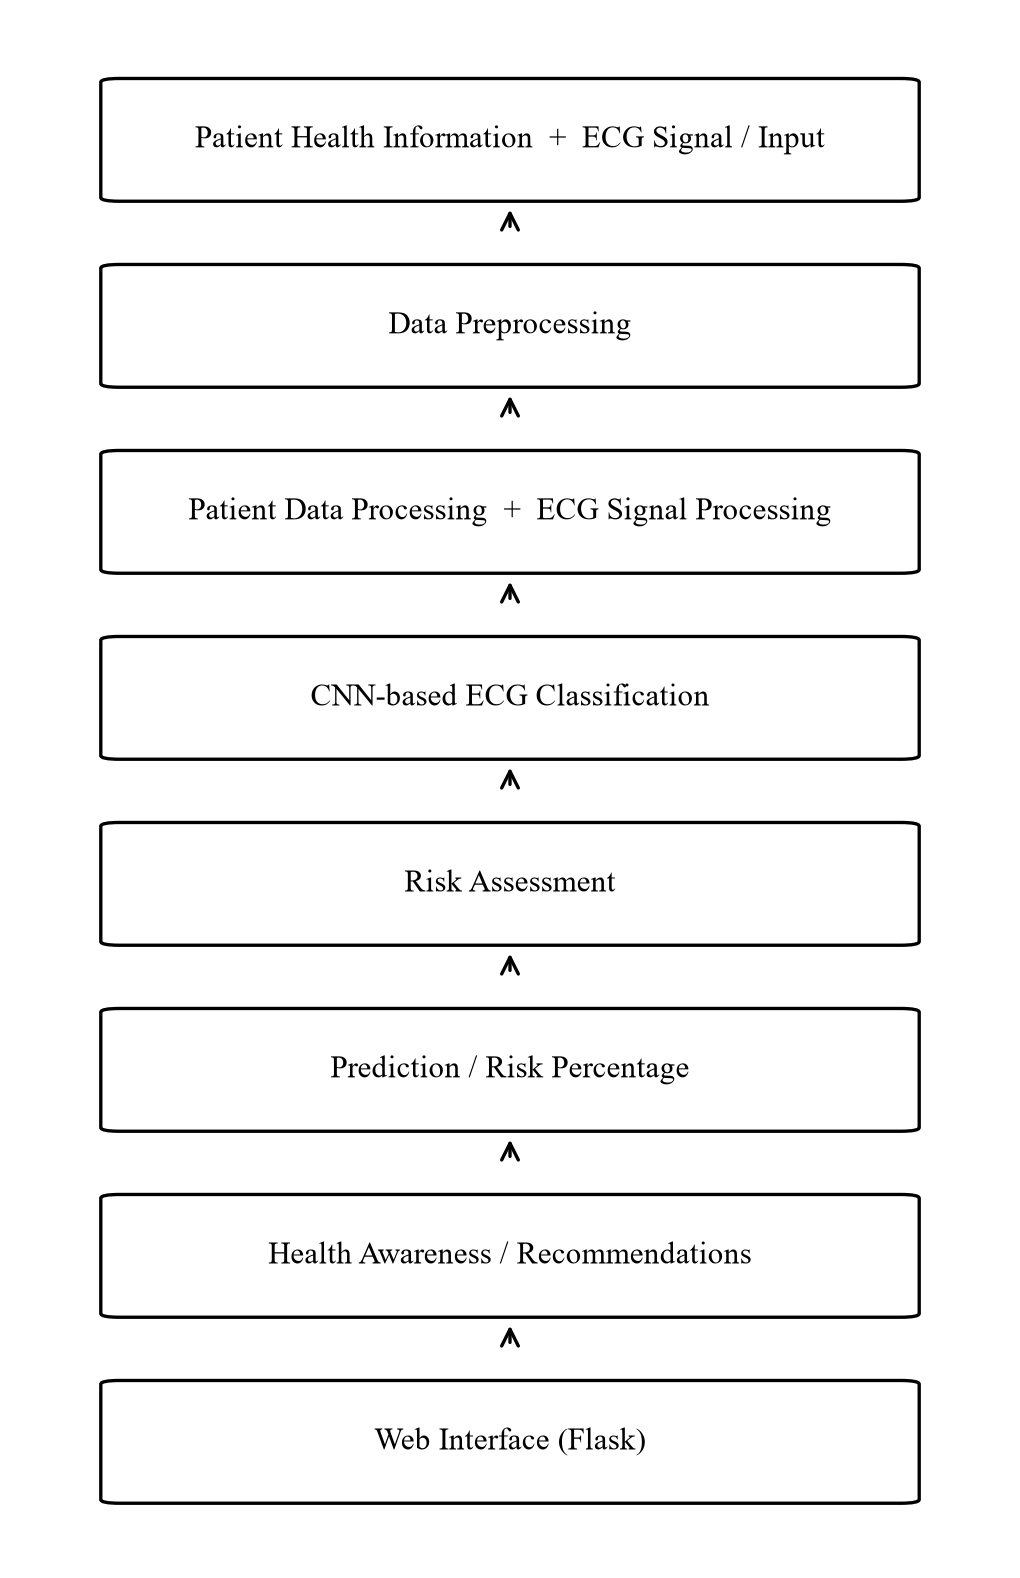 Patient Health Information + ECG Signal / Input
Data Preprocessing
Patient Data Processing + ECG Signal Processing
CNN-based ECG Classification
Risk Assessment
Prediction / Risk Percentage
Health Awareness / Recommendations
Web Interface (Flask)